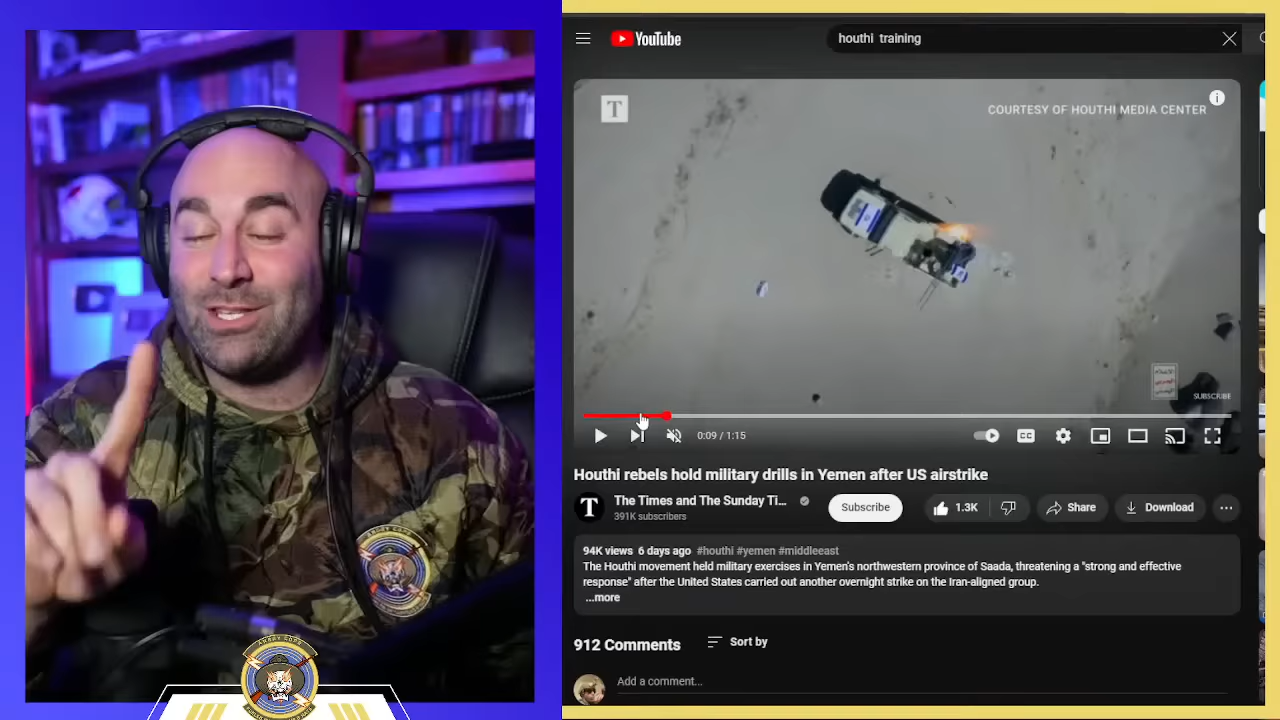 YouTube
houthi training
T
COURTESY OF HOUTHI MEDIA CENTER
SUBSCRIBE
0:09 / 1:15
CC
Houthi rebels hold military drills in Yemen after US airstrike
T
The Times and The Sunday Ti...
391K subscribers
Subscribe
1.3K
Share
Download
94K views 6 days ago #houthi #yemen #middleeast
The Houthi movement held military exercises in Yemen's northwestern province of Saada, threatening a "strong and effective
response" after the United States carried out another overnight strike on the Iran-aligned group.
...more
912 Comments
Sort by
Add a comment...